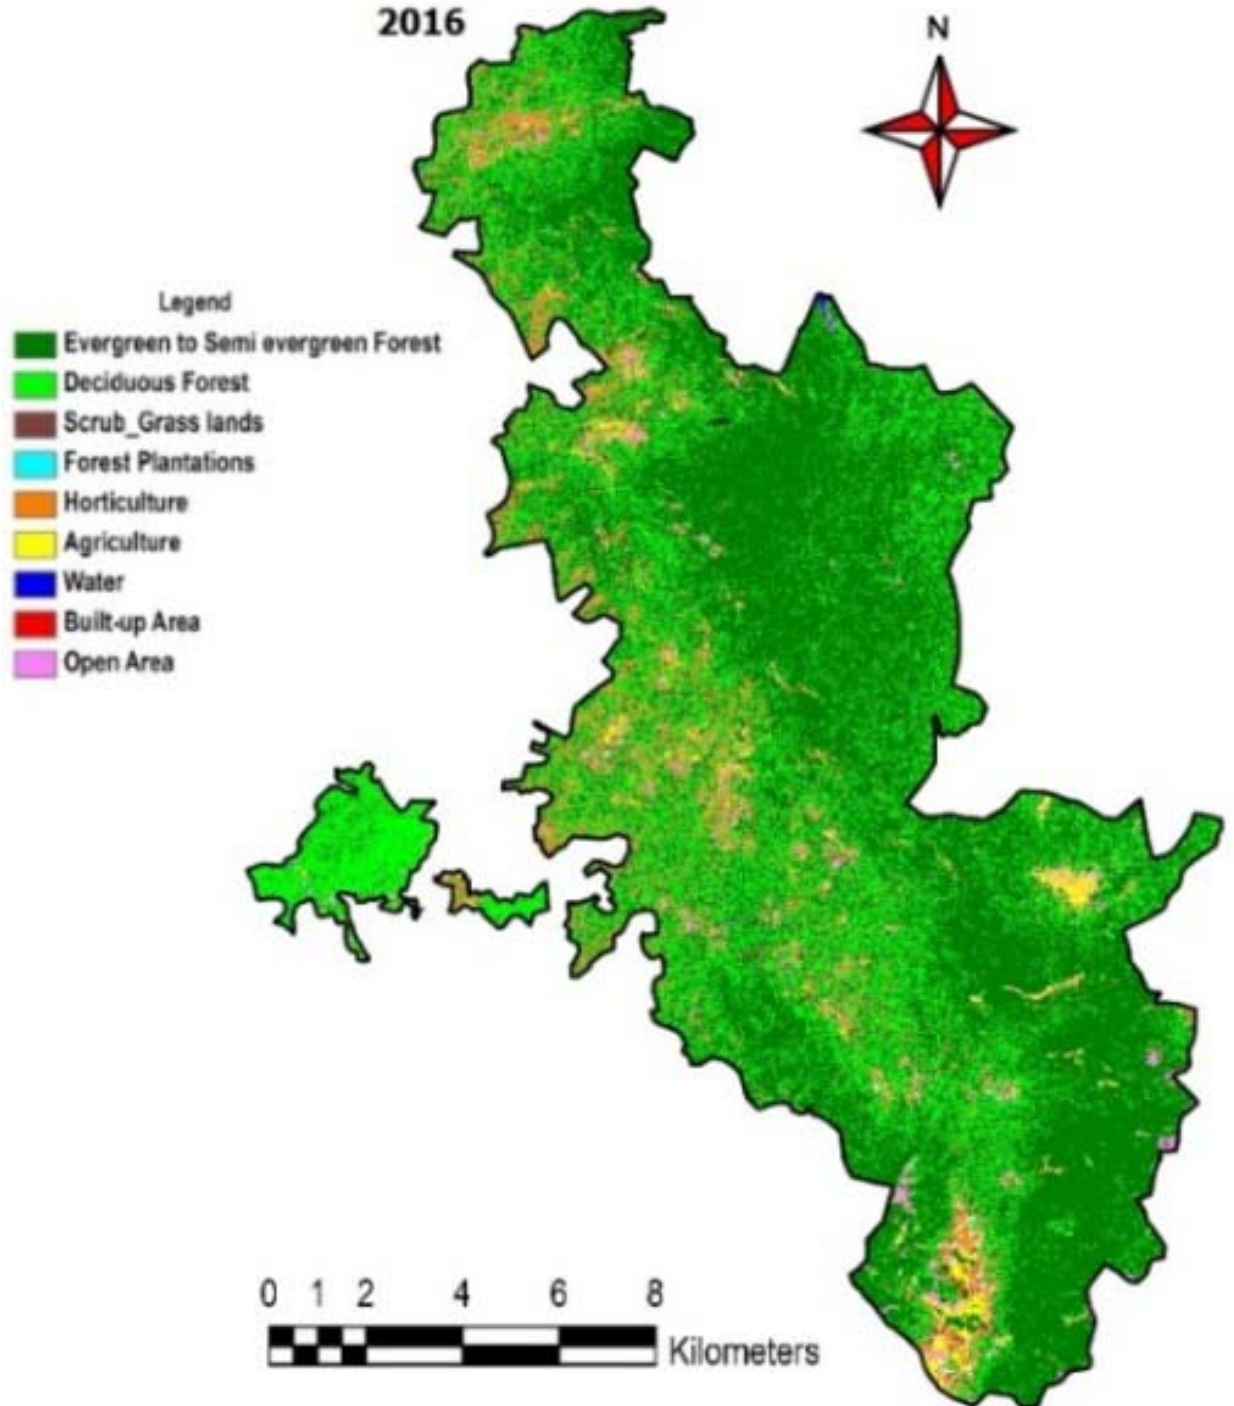 2016
N
Legend
Evergreen to Semi evergreen Forest
Deciduous Forest
Scrub_Grass lands
Forest Plantations
Horticulture
Agriculture
Water
Built-up Area
Open Area
0 1 2 4 6 8
Kilometers